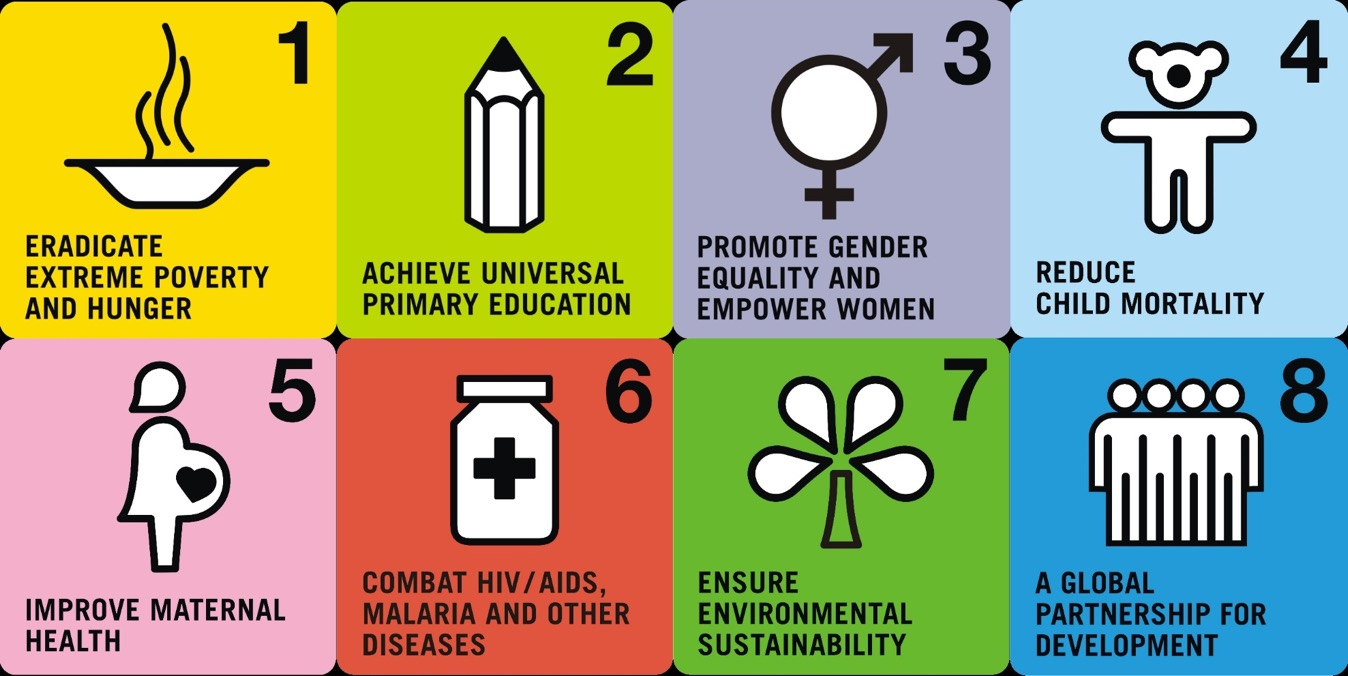 1
ERADICATE
EXTREME POVERTY
AND HUNGER
2
ACHIEVE UNIVERSAL
PRIMARY EDUCATION
3
PROMOTE GENDER
EQUALITY AND
EMPOWER WOMEN
4
REDUCE
CHILD MORTALITY
5
IMPROVE MATERNAL
HEALTH
6
COMBAT HIV/AIDS,
MALARIA AND OTHER
DISEASES
7
ENSURE
ENVIRONMENTAL
SUSTAINABILITY
8
A GLOBAL
PARTNERSHIP FOR
DEVELOPMENT